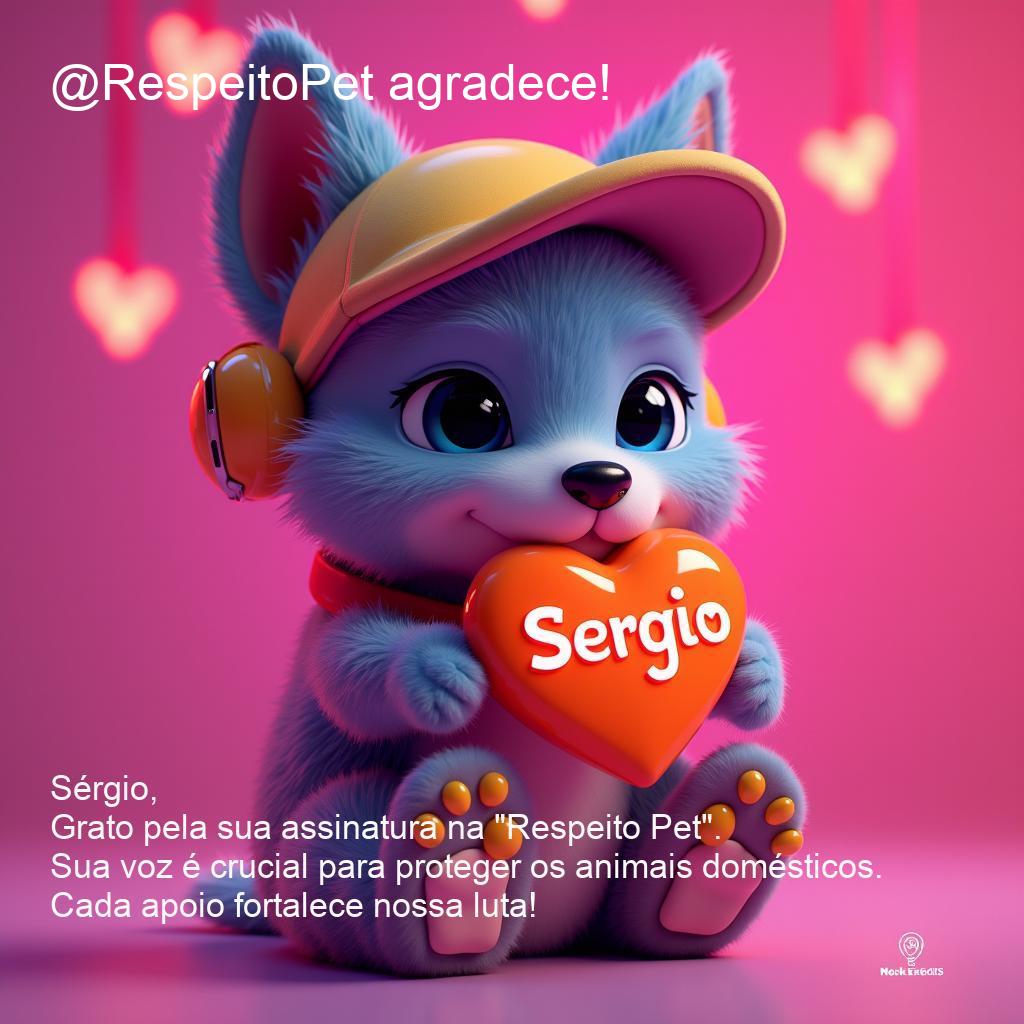 @RespeitoPet agradece!
Sergio
Sérgio,
Grato pela sua assinatura na "Respeito Pet".
Sua voz é crucial para proteger os animais domésticos.
Cada apoio fortalece nossa luta!